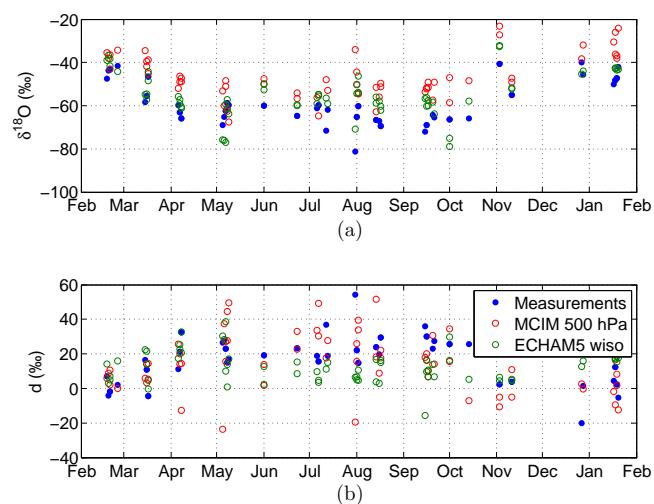 −20
−40
−60
−80
−100
δ¹⁸O (‰)
Feb Mar Apr May Jun Jul Aug Sep Oct Nov Dec Jan Feb
(a)
60
40
20
0
−20
−40
d (‰)
Measurements
MCIM 500 hPa
ECHAM5 wiso
Feb Mar Apr May Jun Jul Aug Sep Oct Nov Dec Jan Feb
(b)